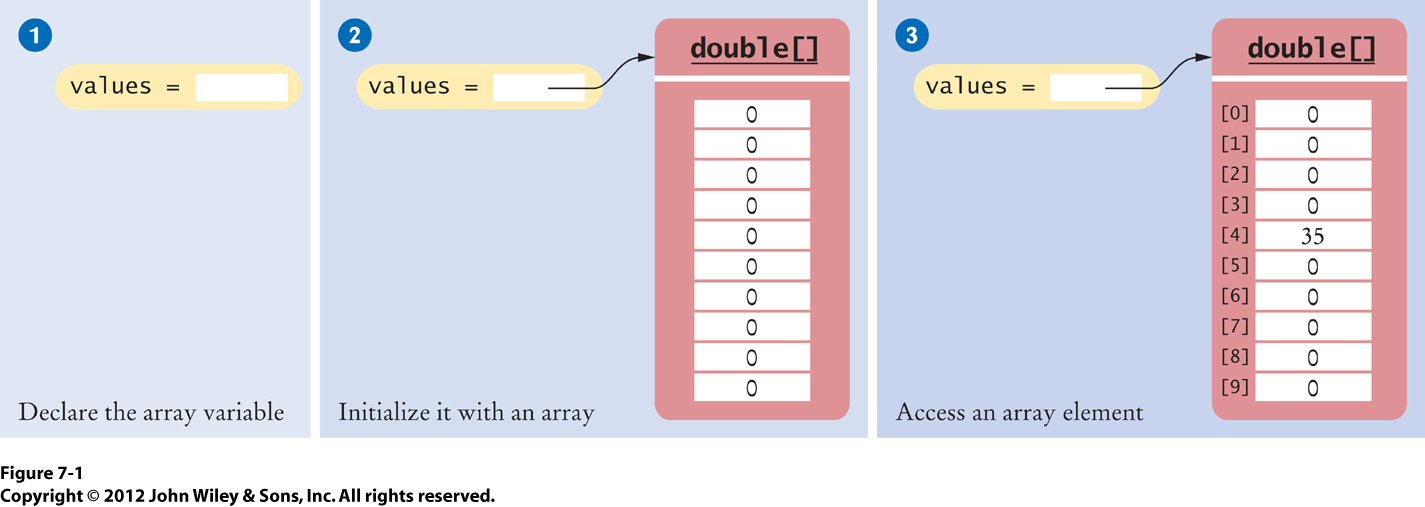 1
values =
Declare the array variable
2
values =
double[]
0
0
0
0
0
0
0
0
0
0
Initialize it with an array
3
values =
double[]
[0] 0
[1] 0
[2] 0
[3] 0
[4] 35
[5] 0
[6] 0
[7] 0
[8] 0
[9] 0
Access an array element
Figure 7-1
Copyright © 2012 John Wiley & Sons, Inc. All rights reserved.